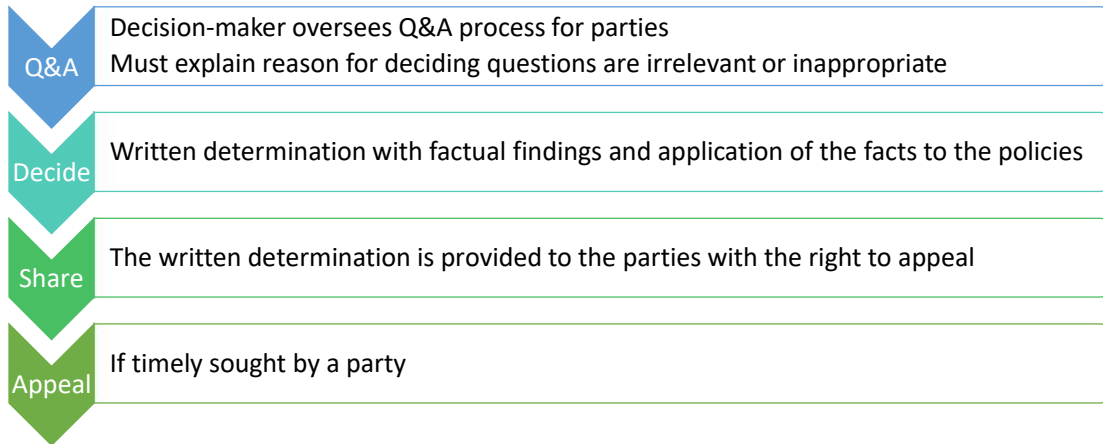 Q&A
Decision-maker oversees Q&A process for parties
Must explain reason for deciding questions are irrelevant or inappropriate
Decide
Written determination with factual findings and application of the facts to the policies
Share
The written determination is provided to the parties with the right to appeal
Appeal
If timely sought by a party